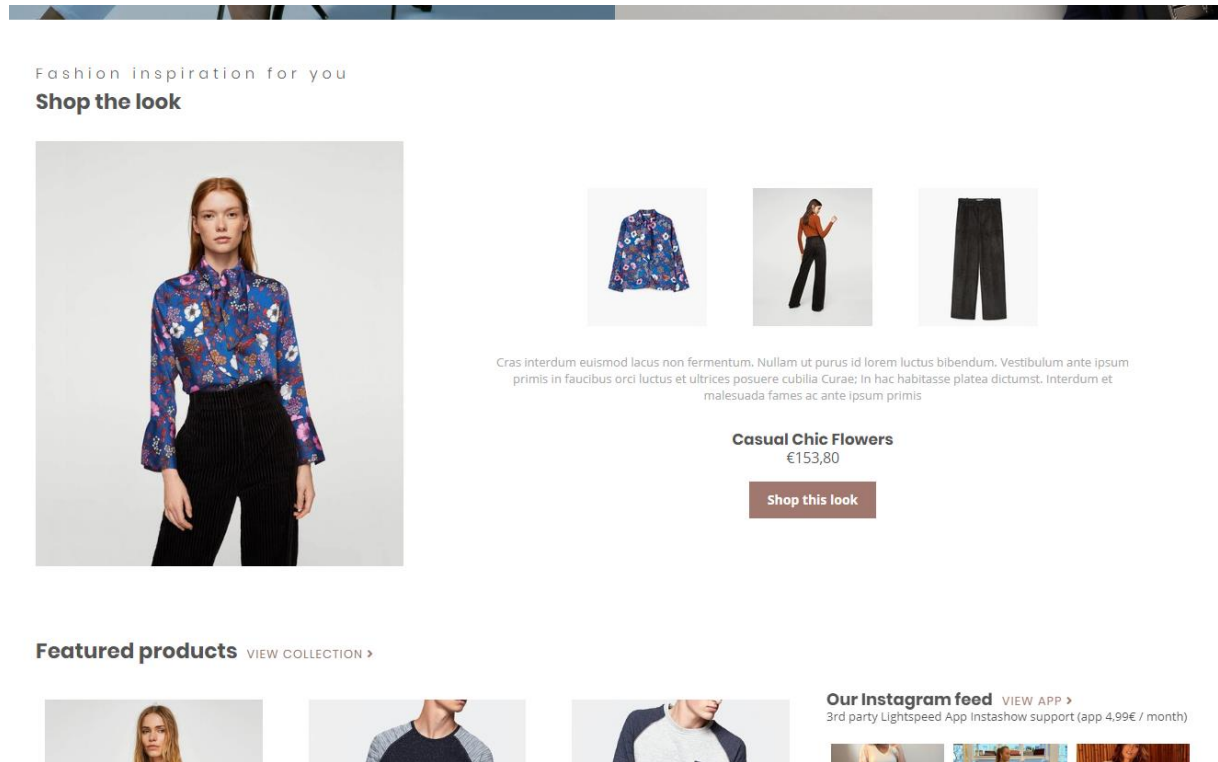 Fashion inspiration for you
Shop the look
Cras interdum euismod lacus non fermentum. Nullam ut purus id lorem luctus bibendum. Vestibulum ante ipsum
primis in faucibus orci luctus et ultrices posuere cubilia Curae; In hac habitasse platea dictumst. Interdum et
malesuada fames ac ante ipsum primis
Casual Chic Flowers
€153,80
Shop this look
Featured products VIEW COLLECTION >
Our Instagram feed VIEW APP >
3rd party Lightspeed App Instashow support (app 4,99€ / month)